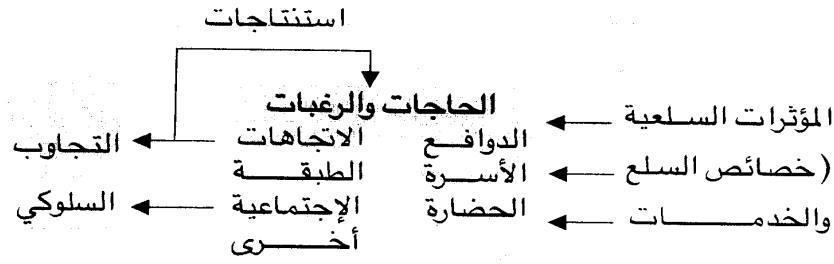 استنتاجات
الحاجات والرغبات
المؤثرات السلعية
(خصائص السلع
والخدمات
الدوافع
الأسرة
الحضارة
الاتجاهات
الطبقة
الإجتماعية
أخرى
التجاوب
السلوكي